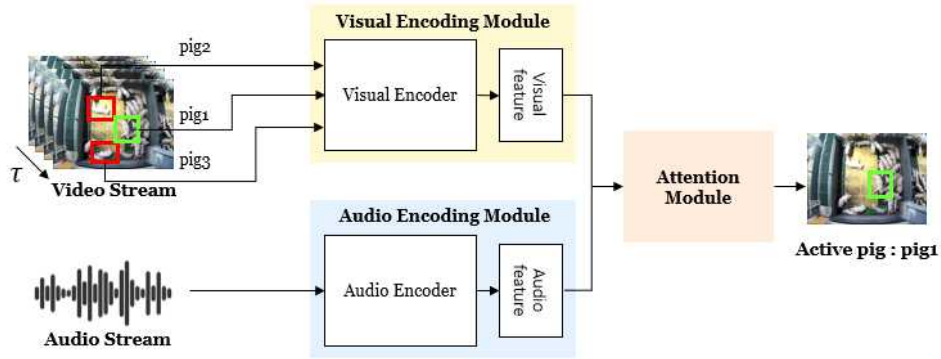 Visual Encoding Module
pig2
pig1
pig3
Visual Encoder
Visual
feature
τ
Video Stream
Attention
Module
Active pig : pig1
Audio Encoding Module
Audio Encoder
Audio
feature
Audio Stream